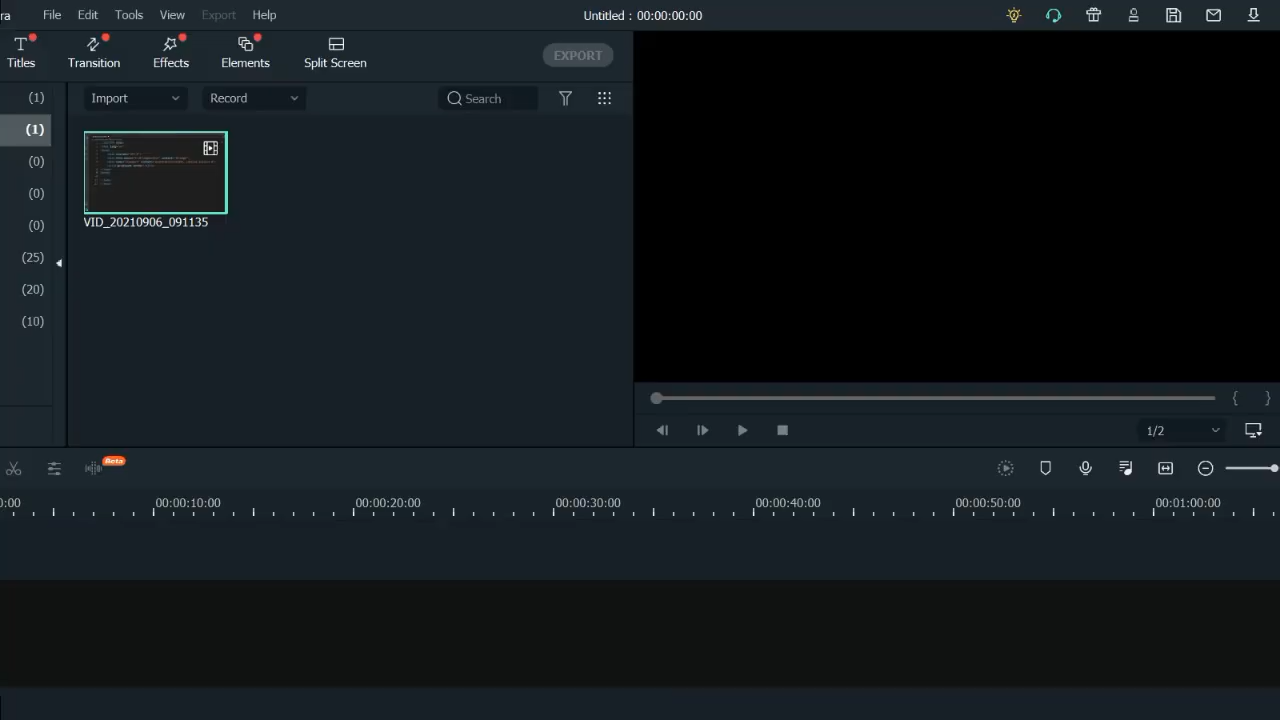 ra File Edit Tools View Export Help Untitled : 00:00:00:00
Titles Transition Effects Elements Split Screen EXPORT
(1) Import Record Search
(1)
(0)
(0)
VID_20210906_091135
(0)
(25)
(20)
(10)
{ }
1/2
Beta
0:00 00:00:10:00 00:00:20:00 00:00:30:00 00:00:40:00 00:00:50:00 00:01:00:00